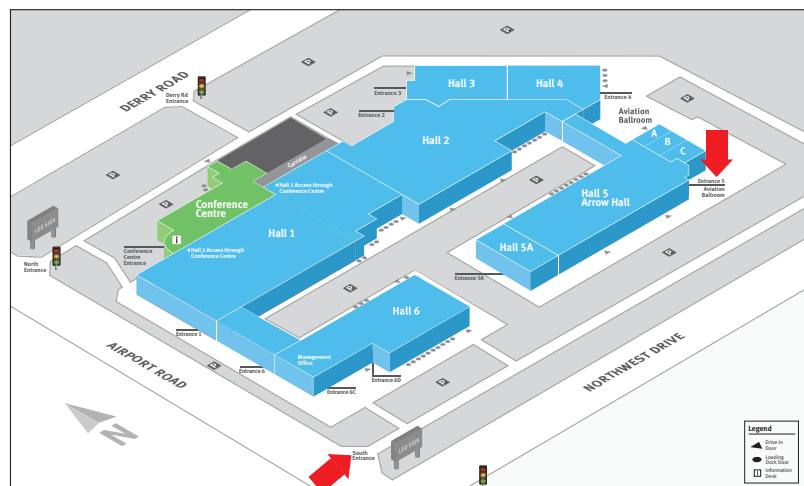 DERRY ROAD
Derry Rd
Entrance
Hall 3
Hall 4
Entrance 3
Entrance 4
Entrance 2
Aviation
Ballroom
A
B
C
Hall 2
Corridor
Hall 1 Access through
Conference Centre
Entrance 5
Aviation
Ballroom
Hall 5
Arrow Hall
Conference
Centre
LED SIGN
Hall 1
i
Hall 5A
Hall 1 Access through
Conference Centre
Conference
Centre
Entrance
North
Entrance
Entrance 5A
Hall 6
Entrance 1
AIRPORT ROAD
Management
Office
NORTHWEST DRIVE
Entrance 6
Entrance 6D
Entrance 6C
N
LED SIGN
South
Entrance
Legend
Drive-In
Door
Loading
Dock Door
i
Information
Desk